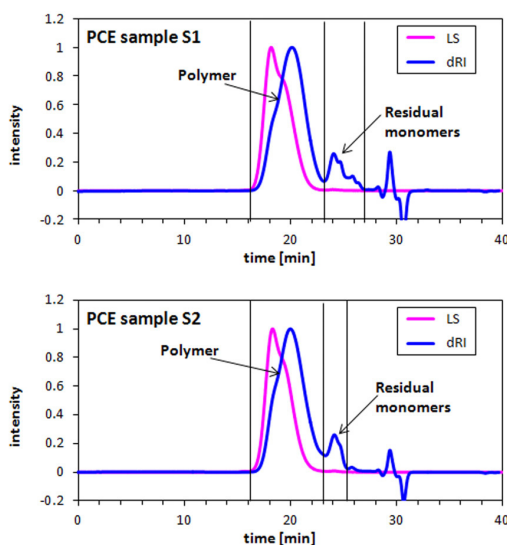 PCE sample S1
LS
dRI
Polymer
Residual
monomers
intensity
1.2
1
0.8
0.6
0.4
0.2
0
-0.2
0 10 20 30 40
time [min]
PCE sample S2
LS
dRI
Polymer
Residual
monomers
intensity
1.2
1
0.8
0.6
0.4
0.2
0
-0.2
0 10 20 30 40
time [min]